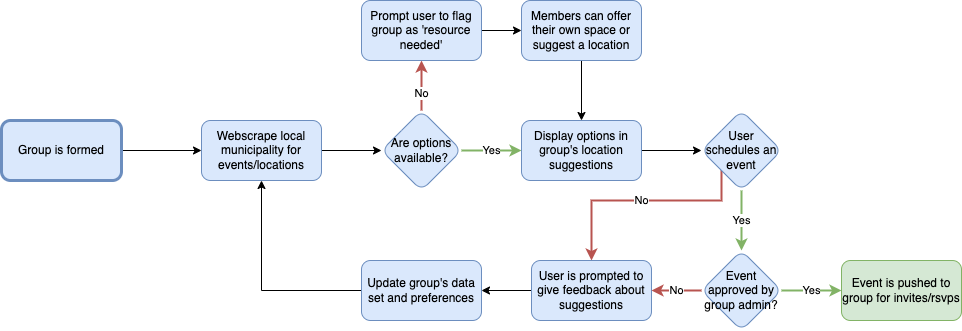 Prompt user to flag
group as 'resource
needed'
Members can offer
their own space or
suggest a location
No
Group is formed
Webscrape local
municipality for
events/locations
Are options
available?
Yes
Display options in
group's location
suggestions
User
schedules an
event
No
Yes
Update group's data
set and preferences
User is prompted to
give feedback about
suggestions
No
Event
approved by
group admin?
Yes
Event is pushed to
group for invites/rsvps